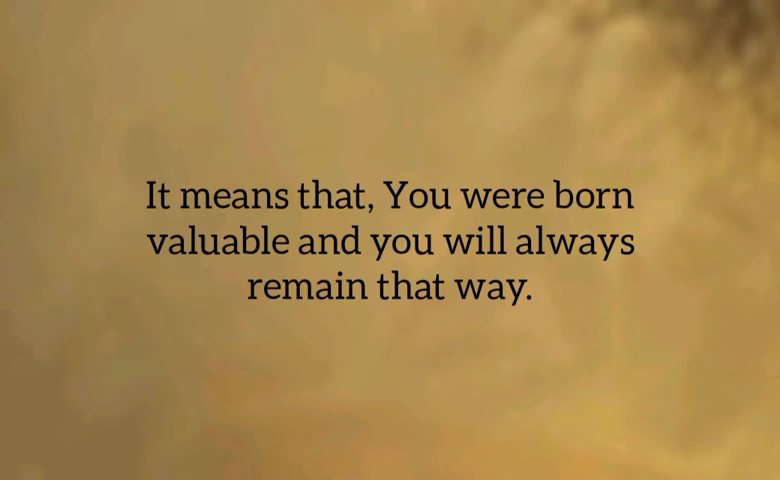 It means that, You were born
valuable and you will always
remain that way.